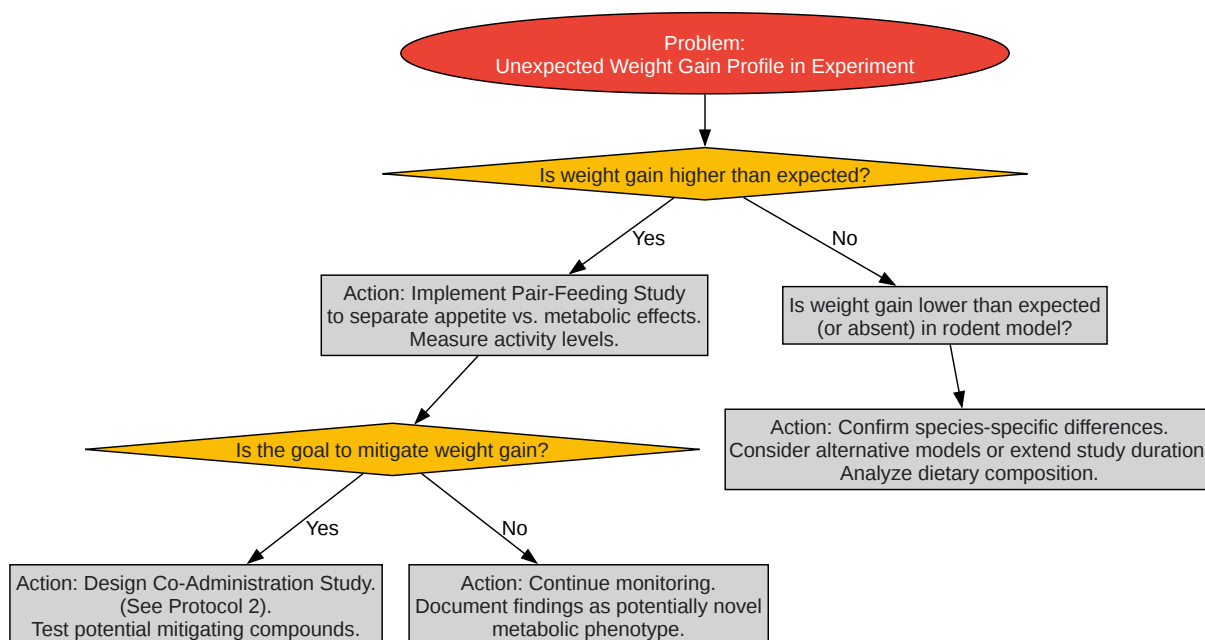 Problem:
Unexpected Weight Gain Profile in Experiment
Is weight gain higher than expected?
Yes
No
Action: Implement Pair-Feeding Study
to separate appetite vs. metabolic effects.
Measure activity levels.
Is weight gain lower than expected
(or absent) in rodent model?
Is the goal to mitigate weight gain?
Action: Confirm species-specific differences.
Consider alternative models or extend study duration
Analyze dietary composition.
Yes
No
Action: Design Co-Administration Study.
(See Protocol 2).
Test potential mitigating compounds.
Action: Continue monitoring.
Document findings as potentially novel
metabolic phenotype.